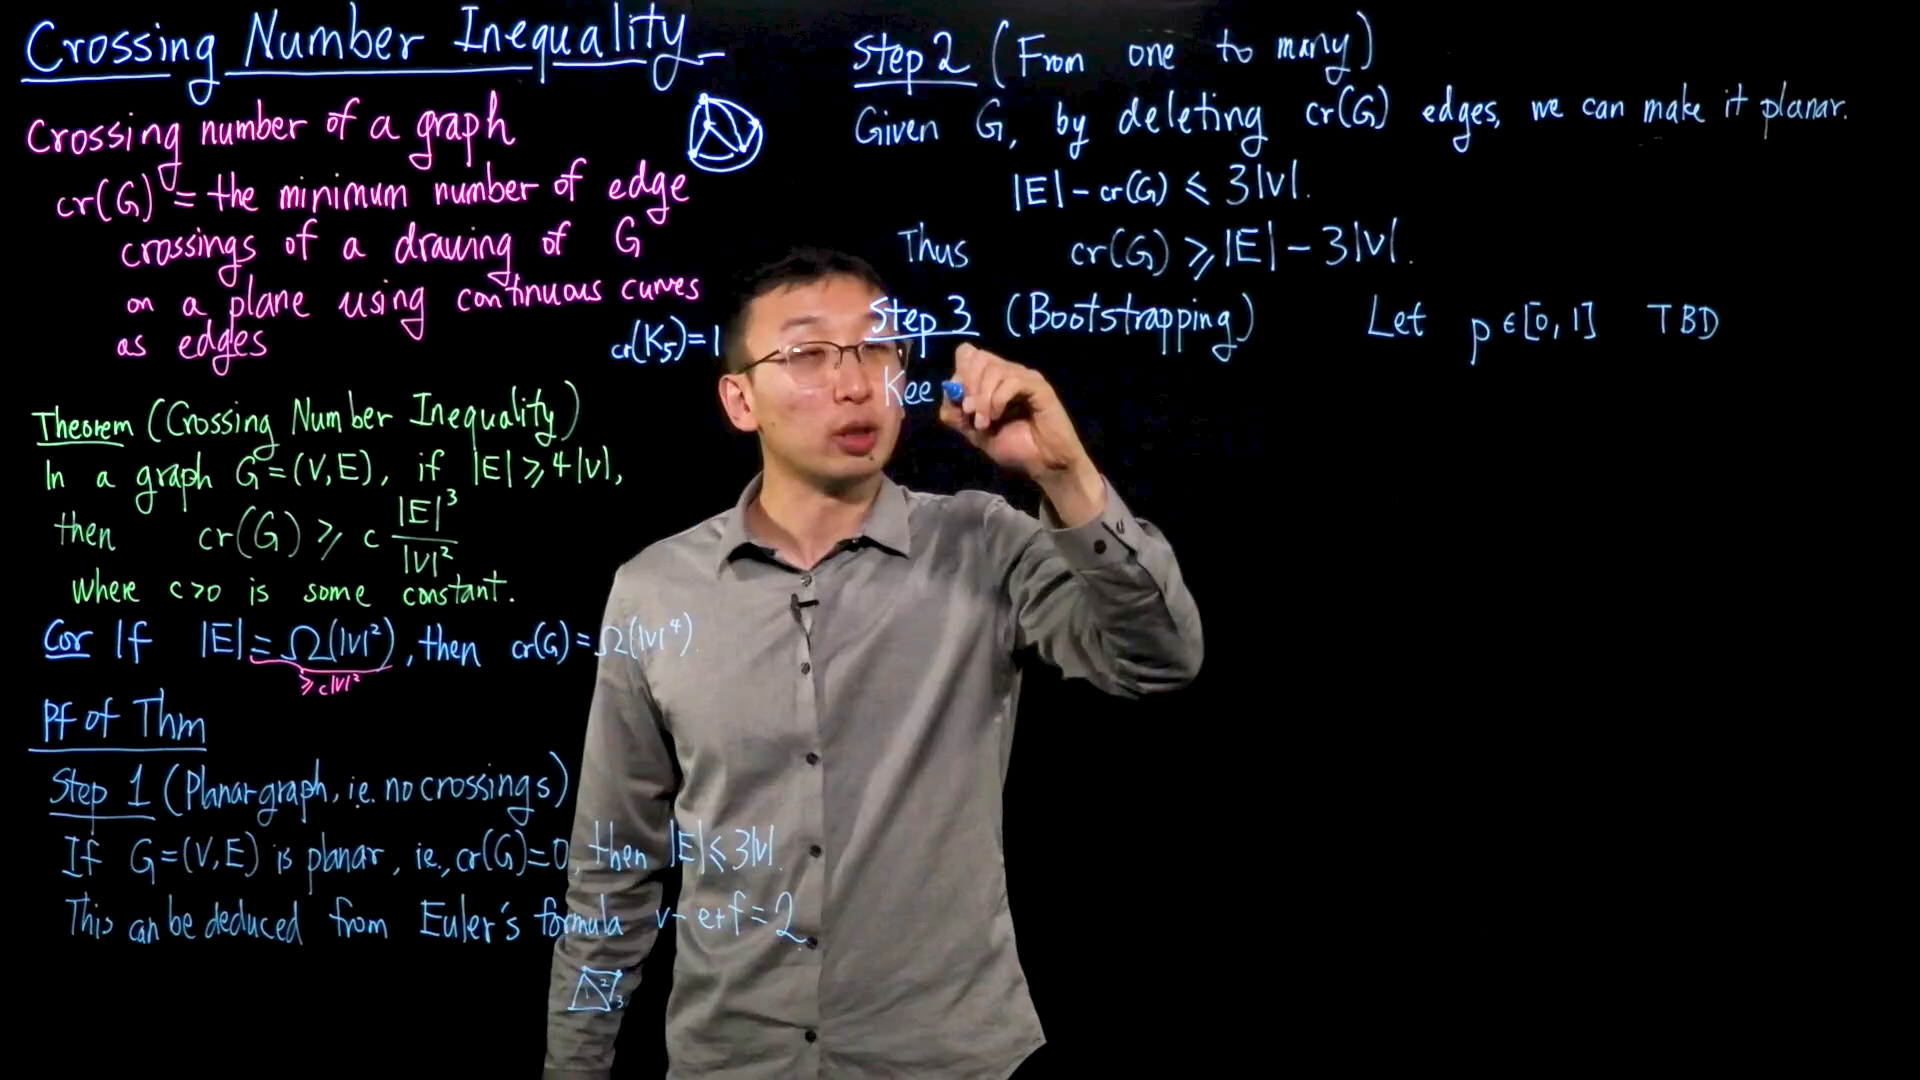 Crossing Number Inequality
Crossing number of a graph
cr(G) = the minimum number of edge
crossings of a drawing of G
on a plane using continuous curves
as edges
cr(K₅)=1
Theorem (Crossing Number Inequality)
In a graph G=(V,E), if |E| ⩾ 4|V|,
then cr(G) ⩾ c |E|³/|V|²
where c>0 is some constant.
Cor If |E| = Ω(|V|²), then cr(G) = Ω(|V|⁴).
⩾ c|V|²
Pf of Thm
Step 1 (Planar graph, i.e. no crossings)
If G=(V,E) is planar, i.e., cr(G)=0, then |E| ⩽ 3|V|.
This can be deduced from Euler's formula v-e+f=2.
1 2 3
Step 2 (From one to many)
Given G, by deleting cr(G) edges, we can make it planar.
|E| - cr(G) ⩽ 3|V|.
Thus cr(G) ⩾ |E| - 3|V|.
Step 3 (Bootstrapping) Let p∈[0,1] TBD
Kee